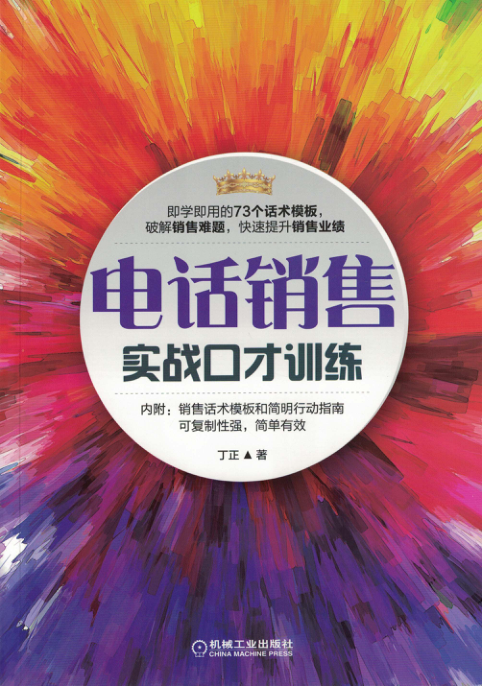 即学即用的73个话术模板，
破解销售难题，快速提升销售业绩
电话销售
实战口才训练
内附：销售话术模板和简明行动指南
可复制性强，简单有效
丁正▲著
机械工业出版社
CHINA MACHINE PRESS